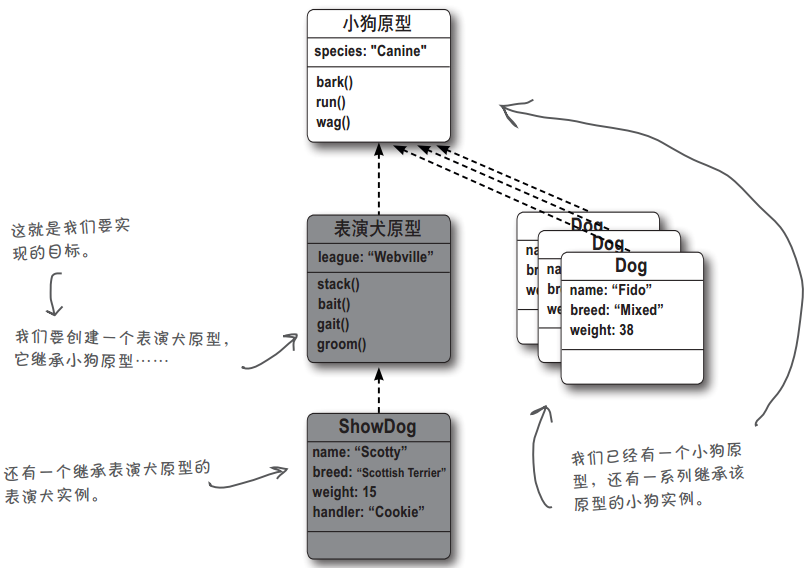 小狗原型
species: "Canine"
bark()
run()
wag()
这就是我们要实
现的目标。
我们要创建一个表演犬原型，
它继承小狗原型……
表演犬原型
league: “Webville”
stack()
bait()
gait()
groom()
还有一个继承表演犬原型的
表演犬实例。
ShowDog
name: “Scotty”
breed: “Scottish Terrier”
weight: 15
handler: “Cookie”
Dog
na
br
we
Dog
na
br
we
Dog
name: “Fido”
breed: “Mixed”
weight: 38
我们已经有一个小狗原
型，还有一系列继承该
原型的小狗实例。